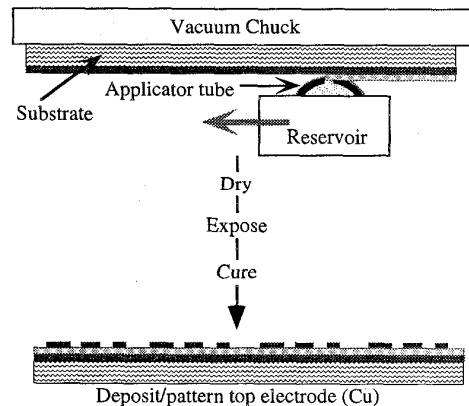 Vacuum Chuck
Applicator tube
Substrate
Reservoir
Dry
Expose
Cure
Deposit/pattern top electrode (Cu)